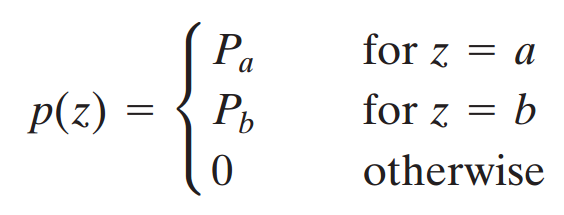 P_a for z = a
p(z) = { P_b for z = b
0 otherwise